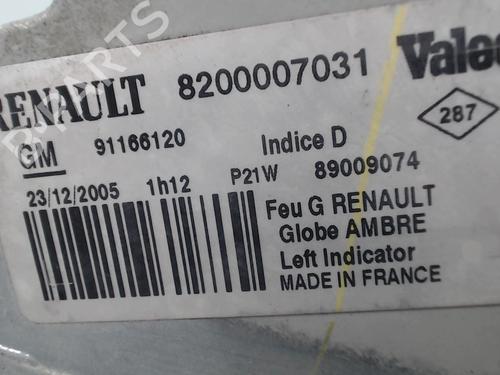 RENAULT 8200007031 Valeo
GM 91166120 Indice D 287
23/12/2005 1h12 P21W 89009074
Feu G RENAULT
Globe AMBRE
Left Indicator
MADE IN FRANCE